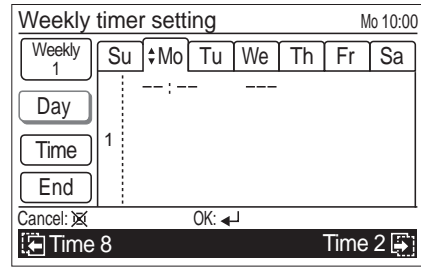 Weekly timer setting Mo 10:00
Weekly 1 Su Mo Tu We Th Fr Sa
--:-- ---
Day
Time 1
End
Cancel: OK:
Time 8 Time 2